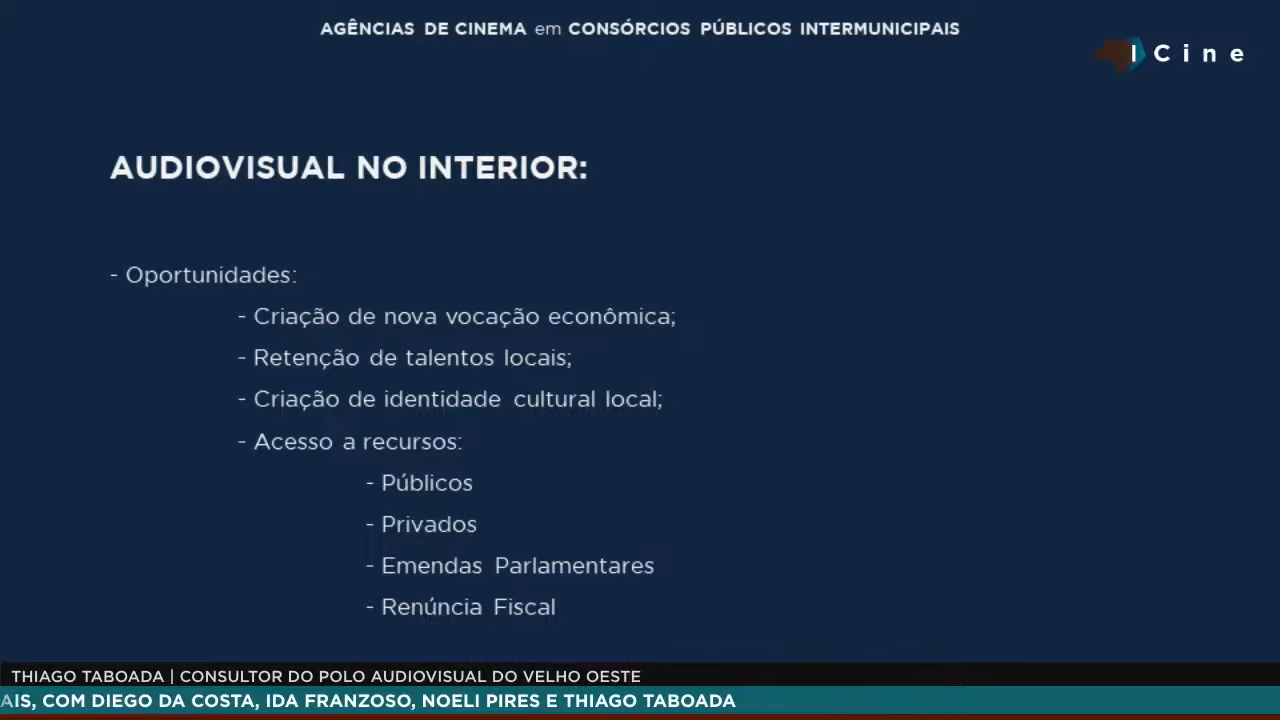 AGÊNCIAS DE CINEMA em CONSÓRCIOS PÚBLICOS INTERMUNICIPAIS
I Cine
AUDIOVISUAL NO INTERIOR:
- Oportunidades:
- Criação de nova vocação econômica;
- Retenção de talentos locais;
- Criação de identidade cultural local;
- Acesso a recursos:
- Públicos
- Privados
- Emendas Parlamentares
- Renúncia Fiscal
THIAGO TABOADA | CONSULTOR DO POLO AUDIOVISUAL DO VELHO OESTE
AIS, COM DIEGO DA COSTA, IDA FRANZOSO, NOELI PIRES E THIAGO TABOADA